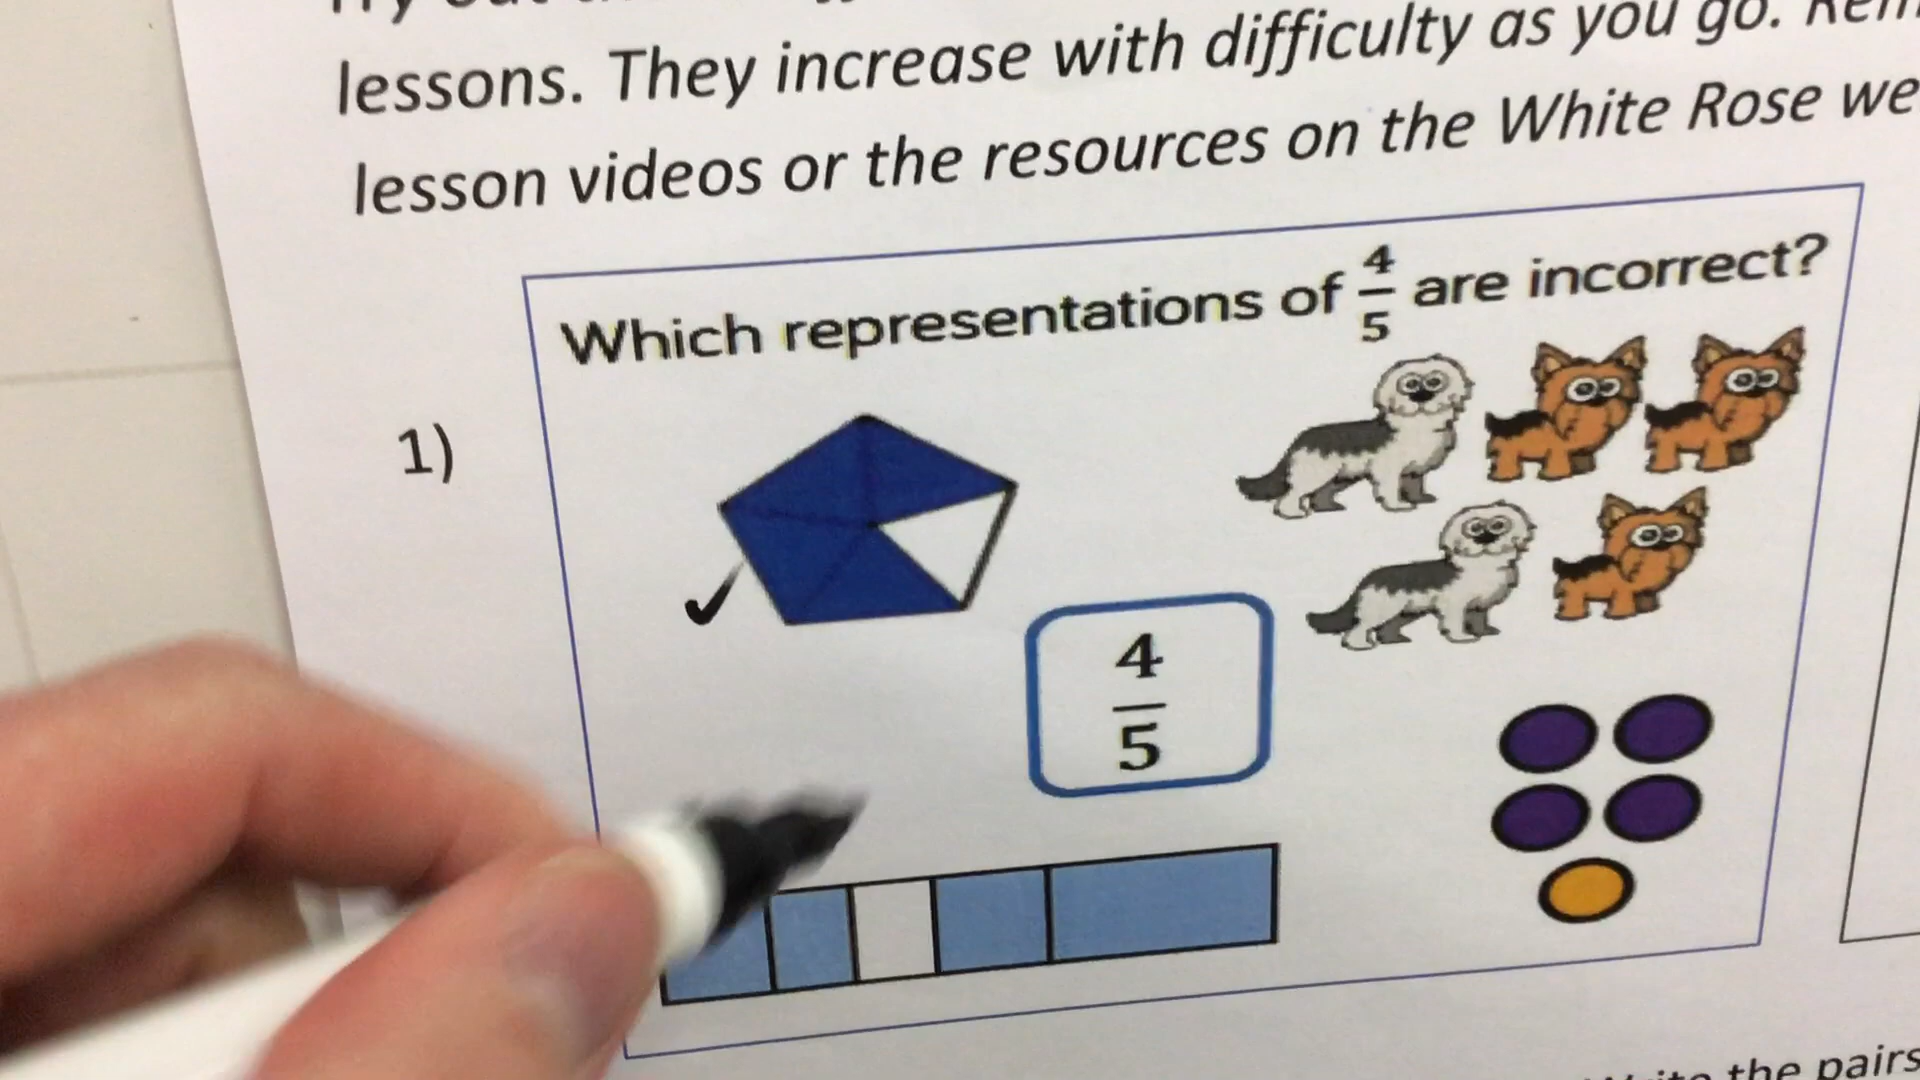 lessons. They increase with difficulty as you go.
lesson videos or the resources on the White Rose we
Which representations of 4/5 are incorrect?
1)
4
5
the pairs